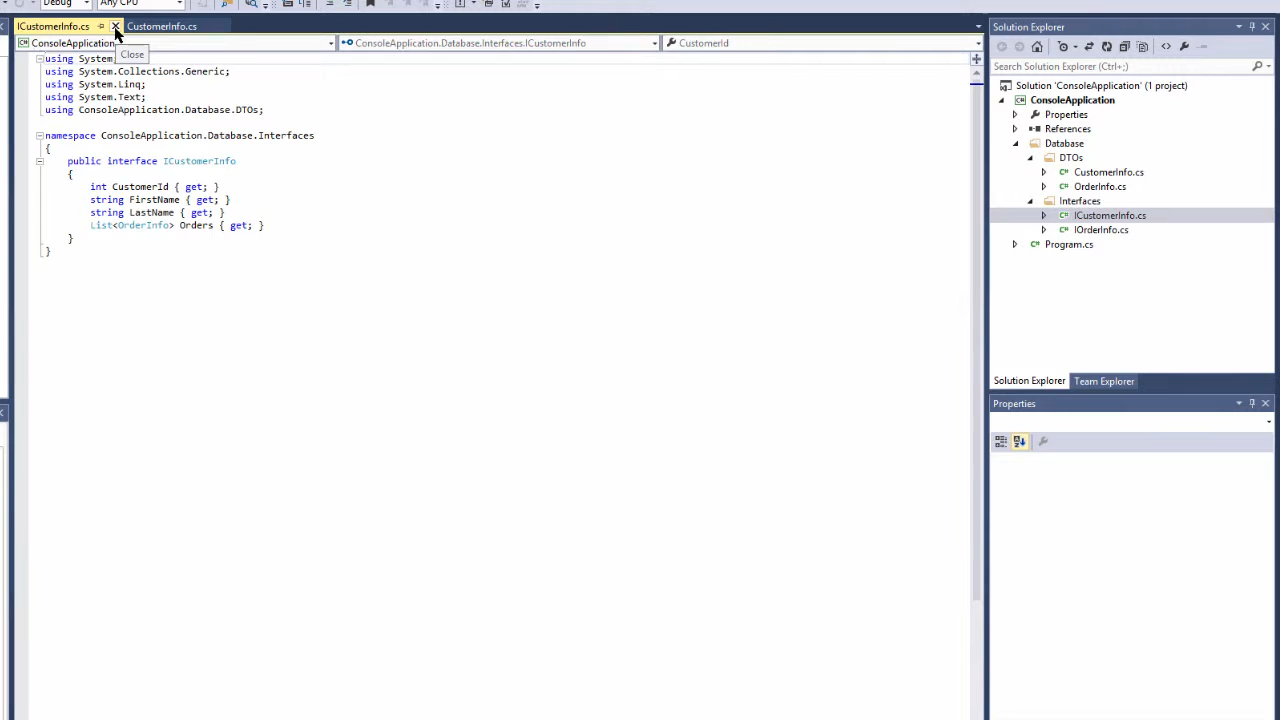 Debug
Any CPU
ICustomerInfo.cs
CustomerInfo.cs
ConsoleApplication
ConsoleApplication.Database.Interfaces.ICustomerInfo
CustomerId
Close
using System
using System.Collections.Generic;
using System.Linq;
using System.Text;
using ConsoleApplication.Database.DTOs;
namespace ConsoleApplication.Database.Interfaces
{
public interface ICustomerInfo
{
int CustomerId { get; }
string FirstName { get; }
string LastName { get; }
List<OrderInfo> Orders { get; }
}
}
Solution Explorer
Search Solution Explorer (Ctrl+;)
Solution 'ConsoleApplication' (1 project)
ConsoleApplication
Properties
References
Database
DTOs
CustomerInfo.cs
OrderInfo.cs
Interfaces
ICustomerInfo.cs
IOrderInfo.cs
Program.cs
Solution Explorer
Team Explorer
Properties